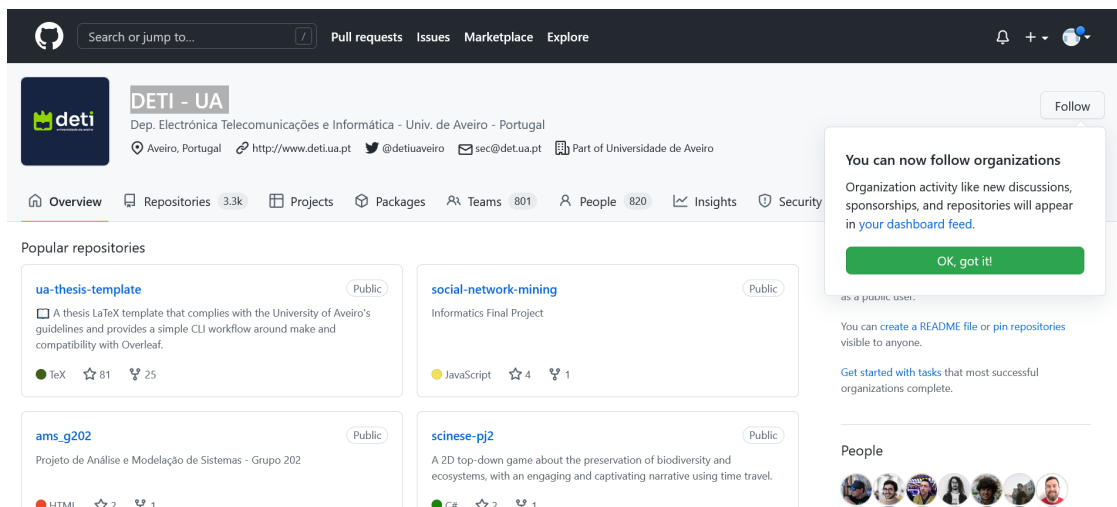 Search or jump to...
/
Pull requests Issues Marketplace Explore
deti
universidade de aveiro
DETI - UA
Dep. Electrónica Telecomunicações e Informática - Univ. de Aveiro - Portugal
Aveiro, Portugal http://www.deti.ua.pt @detiuaveiro sec@det.ua.pt Part of Universidade de Aveiro
Follow
You can now follow organizations
Organization activity like new discussions,
sponsorships, and repositories will appear
in your dashboard feed.
OK, got it!
Overview Repositories 3.3k Projects Packages Teams 801 People 820 Insights Security
Popular repositories
ua-thesis-template Public
A thesis LaTeX template that complies with the University of Aveiro's
guidelines and provides a simple CLI workflow around make and
compatibility with Overleaf.
TeX 81 25
social-network-mining Public
Informatics Final Project
JavaScript 4 1
ams_g202 Public
Projeto de Análise e Modelação de Sistemas - Grupo 202
HTML 2 1
scinese-pj2 Public
A 2D top-down game about the preservation of biodiversity and
ecosystems, with an engaging and captivating narrative using time travel.
C# 2 1
as a public user.
You can create a README file or pin repositories
visible to anyone.
Get started with tasks that most successful
organizations complete.
People